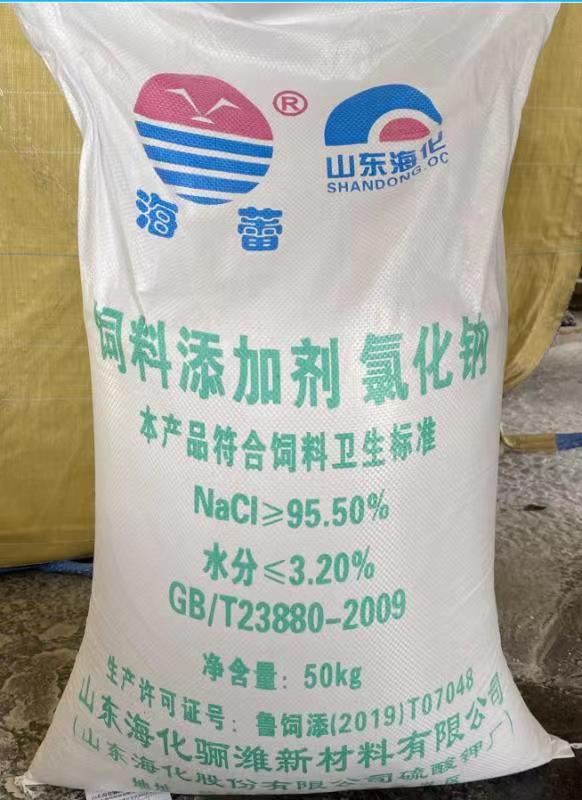 ®
山东海化
SHANDONG.OC
海蕾
饲料添加剂 氯化钠
本产品符合饲料卫生标准
NaCl≥95.50%
水分≤3.20%
GB/T23880-2009
净含量：50kg
生产许可证号：鲁饲添(2019)T07048
山东海化骊潍新材料有限公司
(山东海化股份有限公司硫酸钾厂)
地址